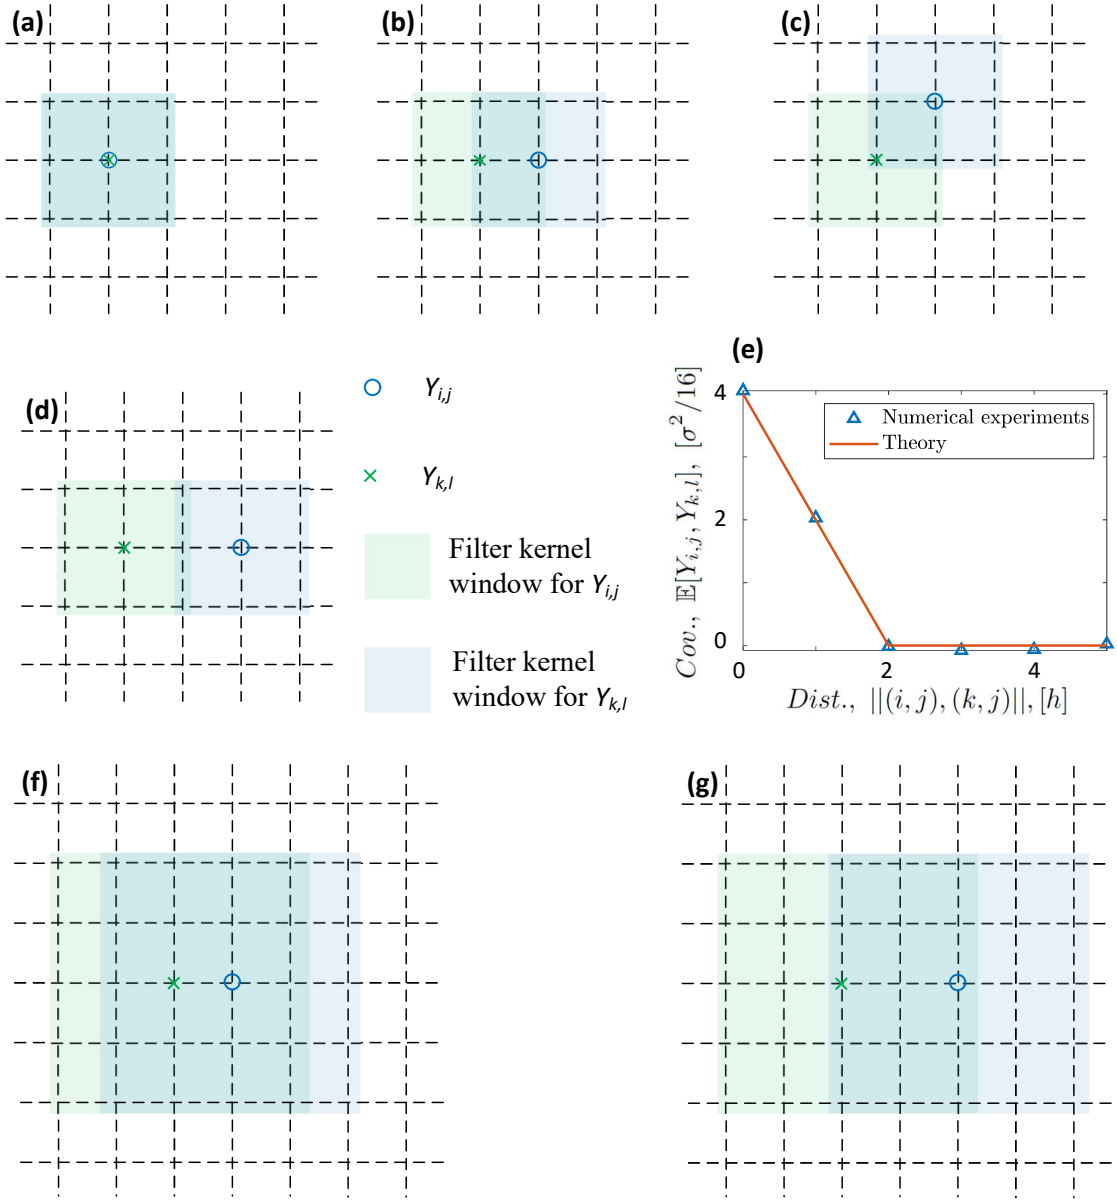 (a)
(b)
(c)
(d)
Y_{i,j}
Y_{k,l}
Filter kernel
window for Y_{i,j}
Filter kernel
window for Y_{k,l}
(e)
Cov., 𝔼[Y_{i,j}, Y_{k,l}], [σ^2/16]
4
2
0
Numerical experiments
Theory
0
2
4
Dist., ||(i, j), (k, j)||, [h]
(f)
(g)